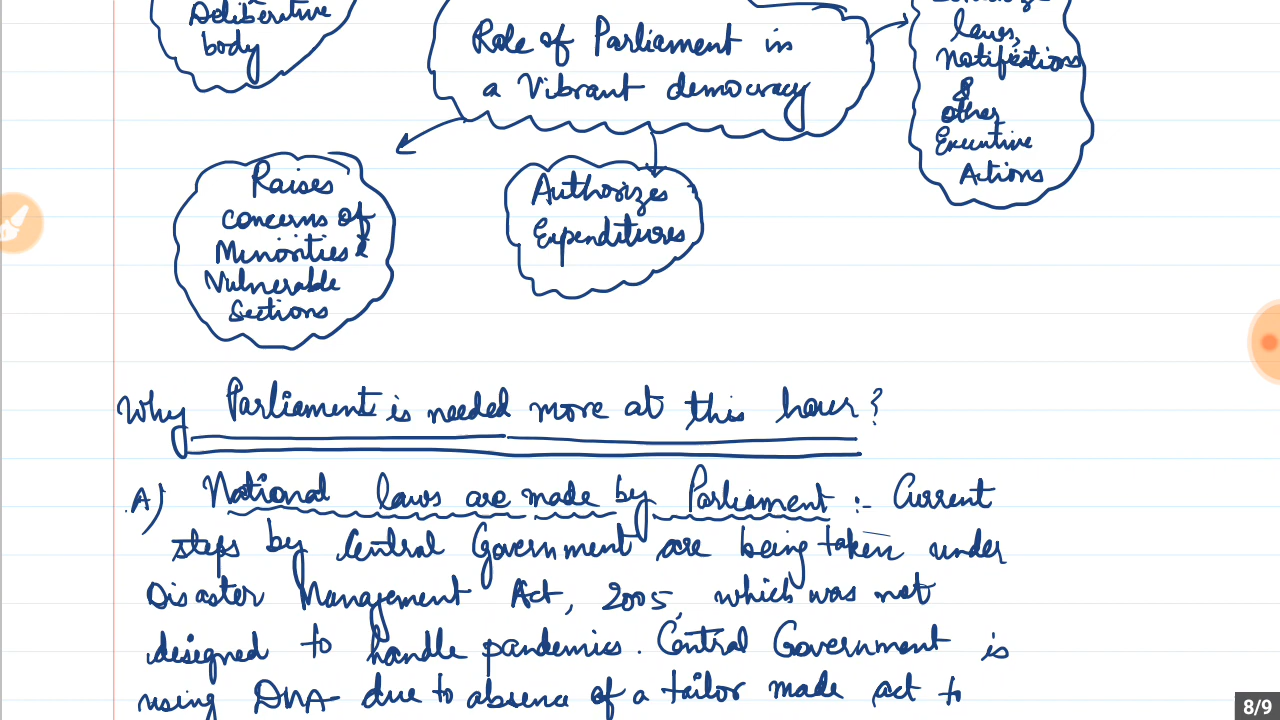 Deliberative
body
Role of Parliament in
a Vibrant democracy
laws,
Notifications
&
other
Executive
Actions
Raises
concerns of
Minorities &
Vulnerable
Sections
Authorizes
Expenditures
Why Parliament is needed more at this hour?
A) National laws are made by Parliament :- Current
steps by Central Government are being taken under
Disaster Management Act, 2005, which was not
designed to handle pandemics. Central Government is
using DMA due to absence of a tailor made act to
8/9